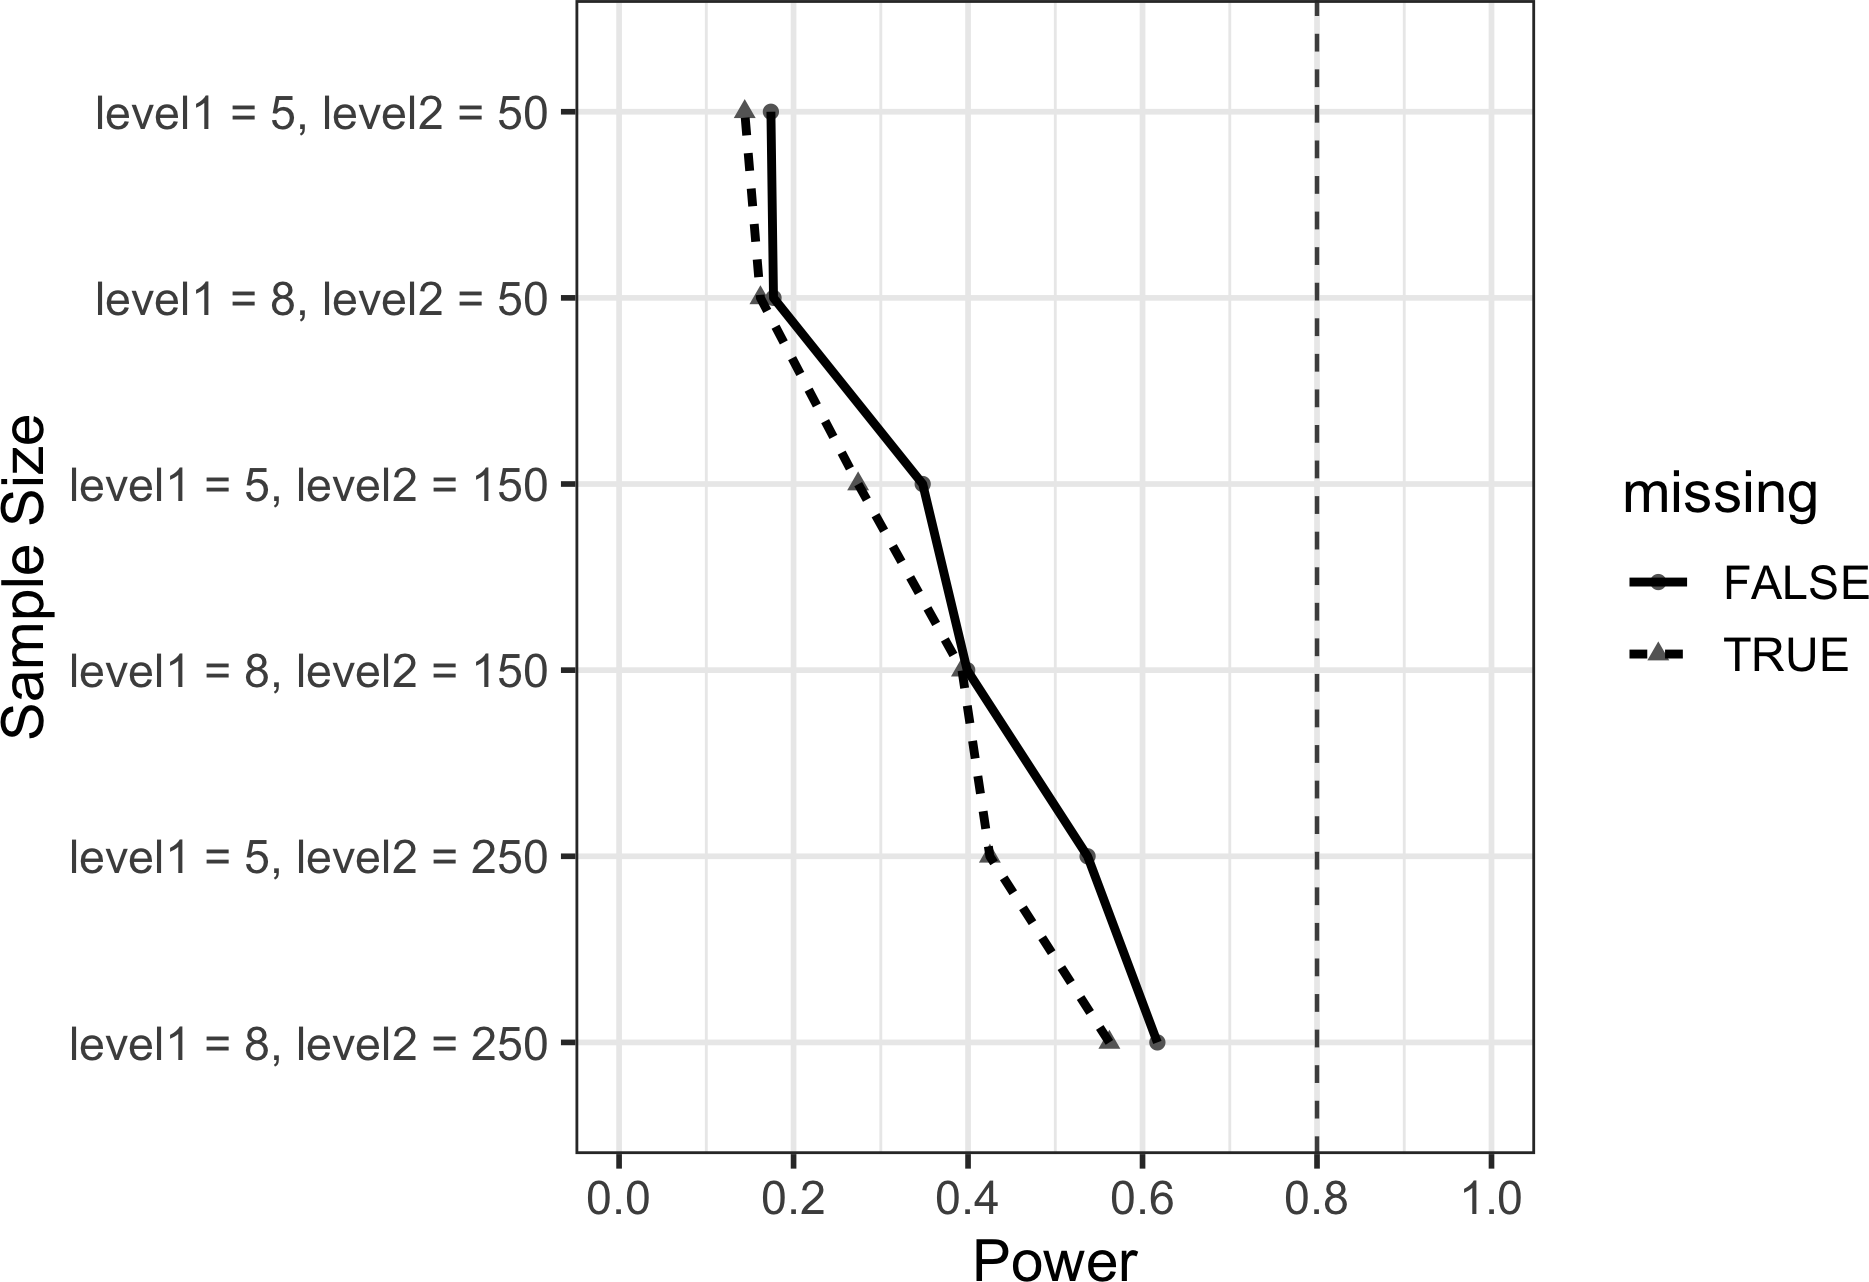 level1 = 5, level2 = 50
level1 = 8, level2 = 50
level1 = 5, level2 = 150
level1 = 8, level2 = 150
level1 = 5, level2 = 250
level1 = 8, level2 = 250
Sample Size
0.0 0.2 0.4 0.6 0.8 1.0
Power
missing
FALSE
TRUE